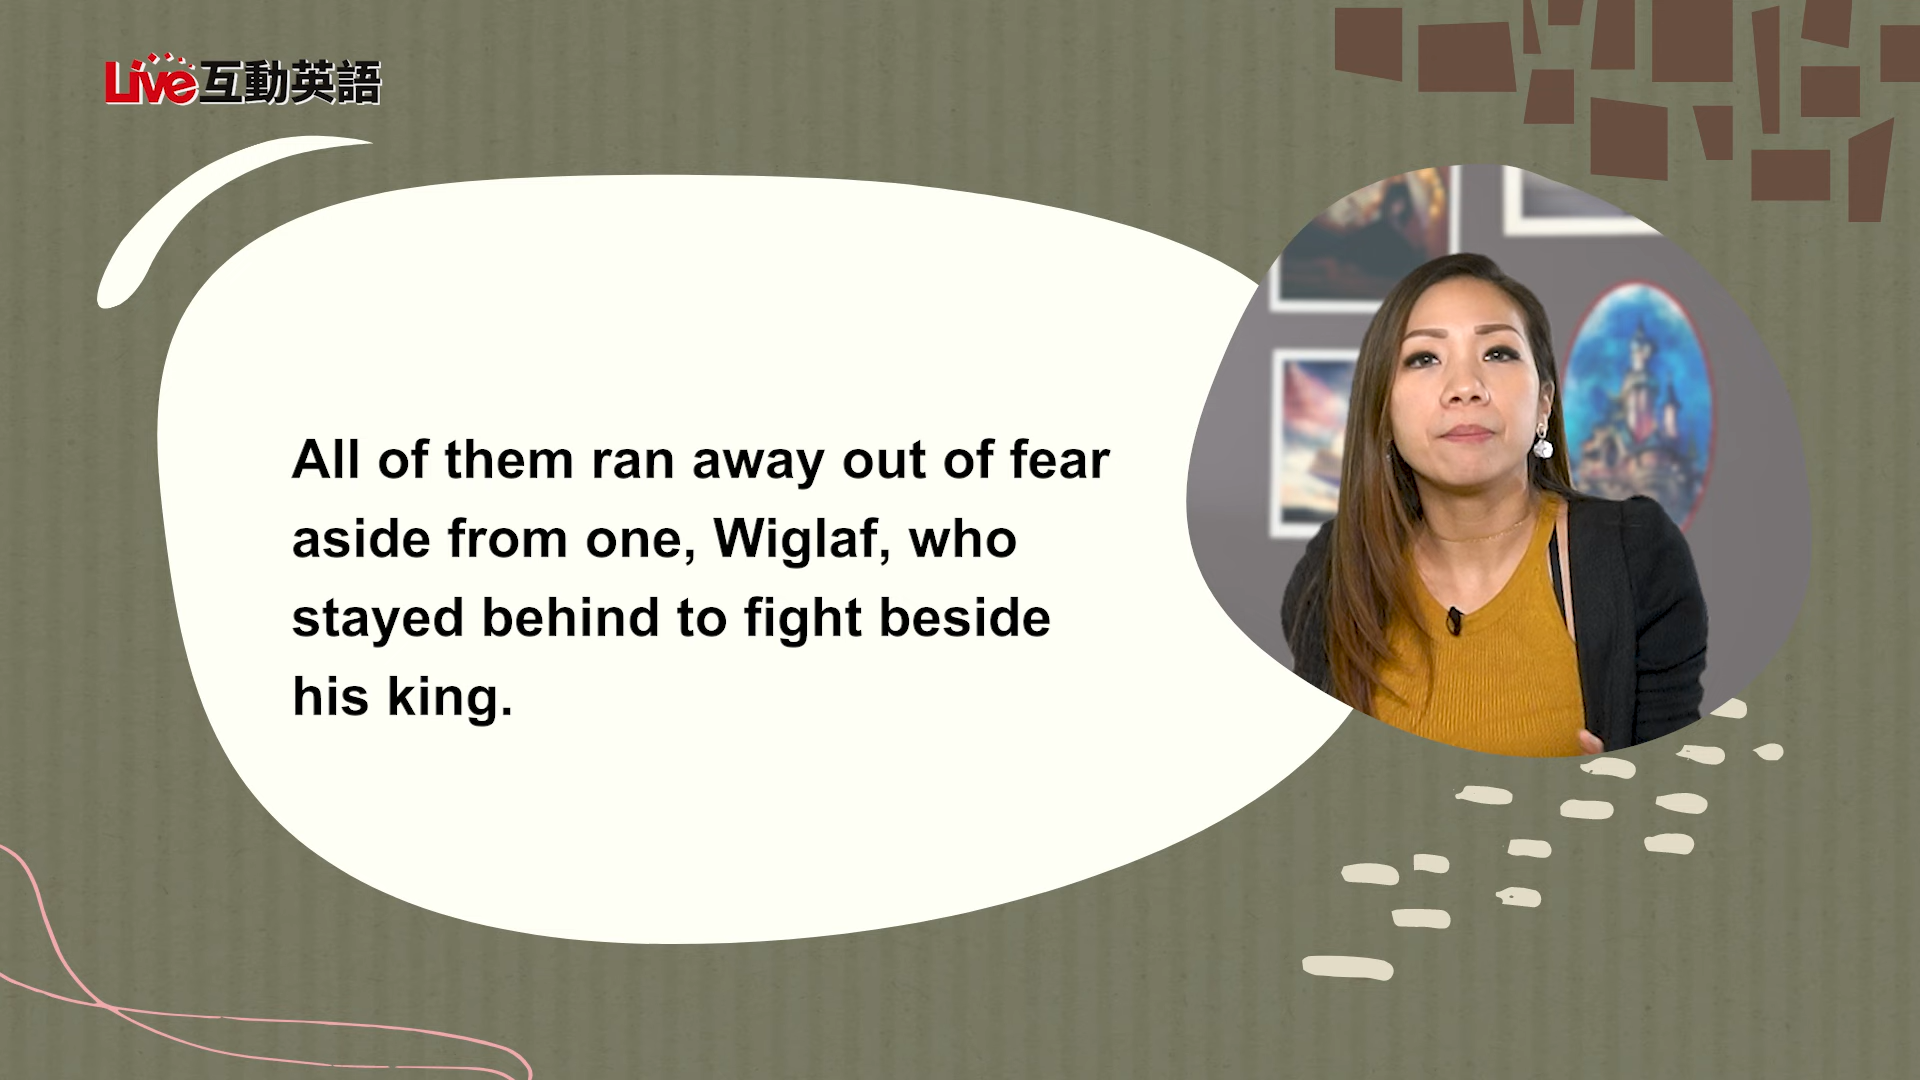 Live互動英語
All of them ran away out of fear
aside from one, Wiglaf, who
stayed behind to fight beside
his king.